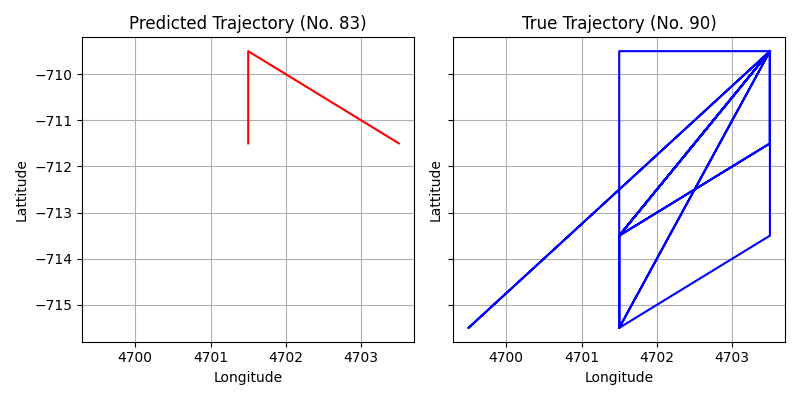 Predicted Trajectory (No. 83)
True Trajectory (No. 90)
Lattitude
−710
−711
−712
−713
−714
−715
4700
4701
4702
4703
Longitude
Lattitude
4700
4701
4702
4703
Longitude